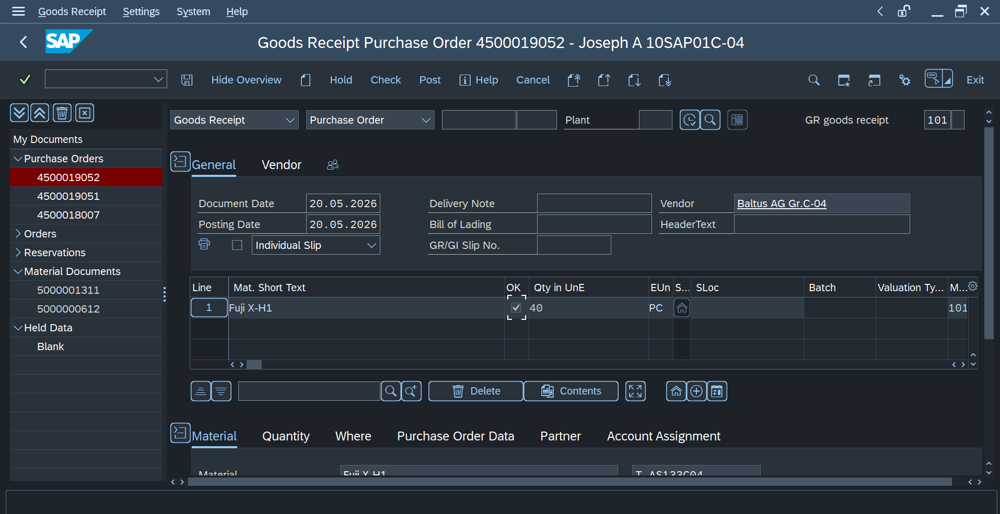 Goods Receipt Settings System Help
SAP
Goods Receipt Purchase Order 4500019052 - Joseph A 10SAP01C-04
Hide Overview Hold Check Post Help Cancel Exit
Goods Receipt Purchase Order Plant GR goods receipt 101
My Documents
Purchase Orders
4500019052
4500019051
4500018007
Orders
Reservations
Material Documents
5000001311
5000000612
Held Data
Blank
General Vendor
Document Date 20.05.2026 Delivery Note Vendor Baltus AG Gr.C-04
Posting Date 20.05.2026 Bill of Lading HeaderText
Individual Slip GR/GI Slip No.
Line Mat. Short Text OK Qty in UnE EUn S... SLoc Batch Valuation Ty... M...
1 Fuji X-H1 40 PC 101
Delete Contents
Material Quantity Where Purchase Order Data Partner Account Assignment
Material Fuji X-H1 T-AS133C04